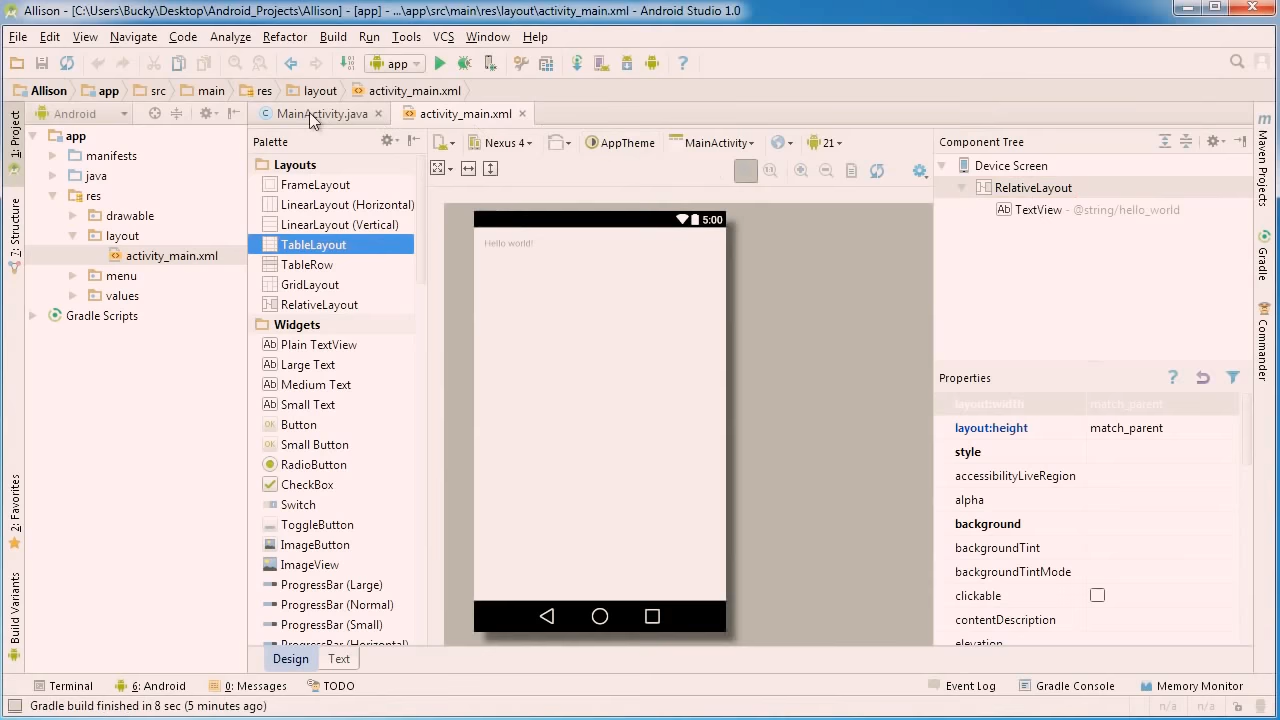 Allison - [C:\Users\Bucky\Desktop\Android_Projects\Allison] - [app] - ...\app\src\main\res\layout\activity_main.xml - Android Studio 1.0
File Edit View Navigate Code Analyze Refactor Build Run Tools VCS Window Help
app
Allison app src main res layout activity_main.xml
1: Project
7: Structure
2: Favorites
Build Variants
Android
app
manifests
java
res
drawable
layout
activity_main.xml
menu
values
Gradle Scripts
MainActivity.java activity_main.xml
Palette
Layouts
FrameLayout
LinearLayout (Horizontal)
LinearLayout (Vertical)
TableLayout
TableRow
GridLayout
RelativeLayout
Widgets
Plain TextView
Large Text
Medium Text
Small Text
Button
Small Button
RadioButton
CheckBox
Switch
ToggleButton
ImageButton
ImageView
ProgressBar (Large)
ProgressBar (Normal)
ProgressBar (Small)
ProgressBar (Horizontal)
Design Text
Nexus 4 AppTheme MainActivity 21
1:1
5:00
Hello world!
Component Tree
Device Screen
RelativeLayout
Ab TextView - @string/hello_world
Properties
layout:width match_parent
layout:height match_parent
style
accessibilityLiveRegion
alpha
background
backgroundTint
backgroundTintMode
clickable
contentDescription
elevation
Maven Projects
Gradle
Commander
Terminal 6: Android 0: Messages TODO Event Log Gradle Console Memory Monitor
Gradle build finished in 8 sec (5 minutes ago) n/a n/a